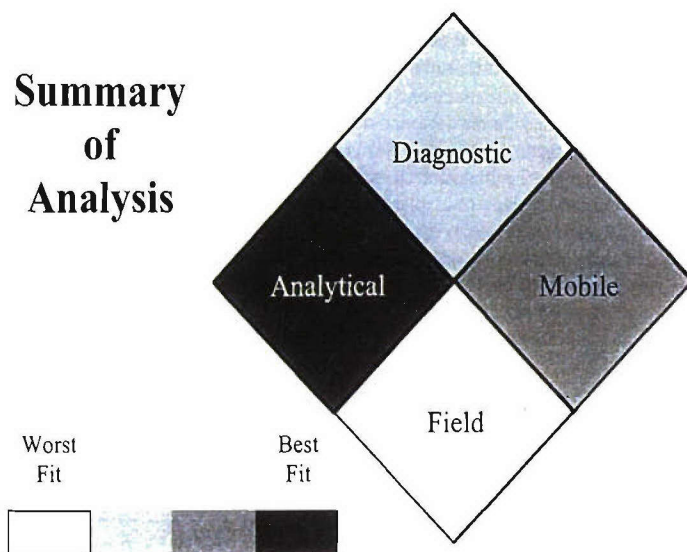 Summary
of
Analysis
Diagnostic
Analytical
Mobile
Field
Worst
Fit
Best
Fit